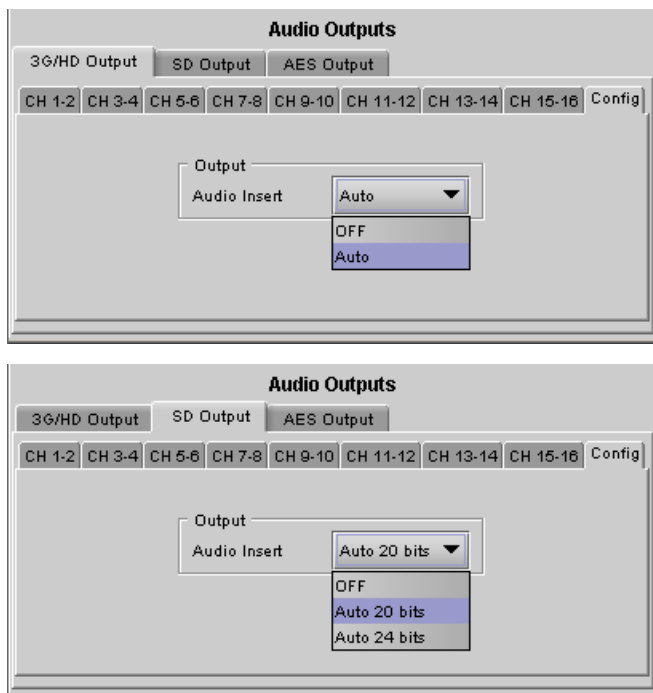 Audio Outputs
3G/HD Output SD Output AES Output
CH 1-2 CH 3-4 CH 5-6 CH 7-8 CH 9-10 CH 11-12 CH 13-14 CH 15-16 Config
Output
Audio Insert Auto
OFF
Auto
Audio Outputs
3G/HD Output SD Output AES Output
CH 1-2 CH 3-4 CH 5-6 CH 7-8 CH 9-10 CH 11-12 CH 13-14 CH 15-16 Config
Output
Audio Insert Auto 20 bits
OFF
Auto 20 bits
Auto 24 bits